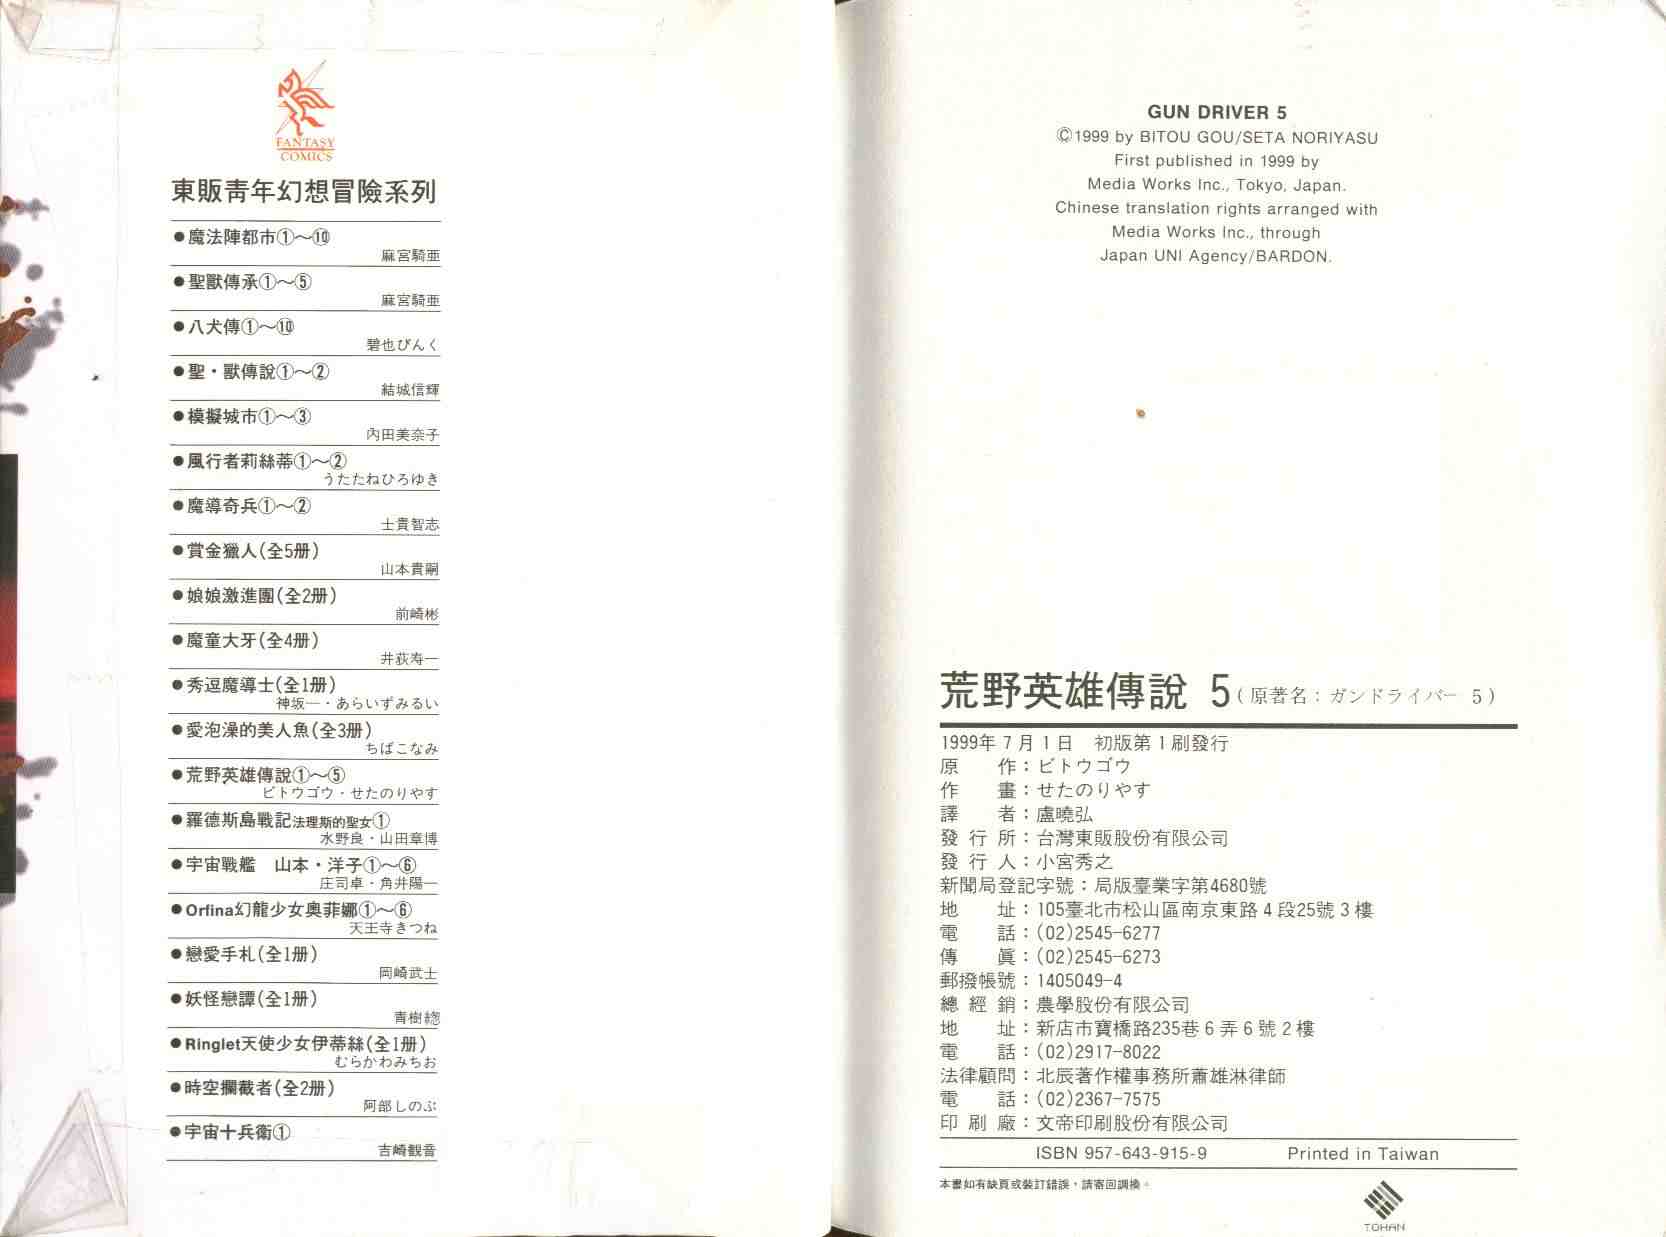 FANTASY
COMICS
東販青年幻想冒險系列
●魔法陣都市①～⑩
麻宮騎亜
●聖獸傳承①～⑤
麻宮騎亜
●八犬傳①～⑩
碧也ぴんく
●聖・獸傳說①～②
結城信輝
●模擬城市①～③
內田美奈子
●風行者莉絲蒂①～②
うたたねひろゆき
●魔導奇兵①～②
士貴智志
●賞金獵人(全5册)
山本貴嗣
●娘娘激進團(全2册)
前崎彬
●魔童大牙(全4册)
井荻寿一
●秀逗魔導士(全1册)
神坂一・あらいずみるい
●愛泡澡的美人魚(全3册)
ちばこなみ
●荒野英雄傳說①～⑤
ビトウゴウ・せたのりやす
●羅德斯島戰記法理斯的聖女①
水野良・山田章博
●宇宙戰艦 山本・洋子①～⑥
庄司卓・角井陽一
●Orfina幻龍少女奧菲娜①～⑥
天王寺きつね
●戀愛手札(全1册)
岡崎武士
●妖怪戀譚(全1册)
青樹総
●Ringlet天使少女伊蒂絲(全1册)
むらかわみちお
●時空攔截者(全2册)
阿部しのぶ
●宇宙十兵衛①
吉崎観音
GUN DRIVER 5
©1999 by BITOU GOU/SETA NORIYASU
First published in 1999 by
Media Works Inc., Tokyo, Japan.
Chinese translation rights arranged with
Media Works Inc., through
Japan UNI Agency/BARDON.
荒野英雄傳說 5(原著名：ガンドライバー 5)
1999年7月1日 初版第1刷發行
原 作：ビトウゴウ
作 畫：せたのりやす
譯 者：盧曉弘
發 行 所：台灣東販股份有限公司
發 行 人：小宮秀之
新聞局登記字號：局版臺業字第4680號
地 址：105臺北市松山區南京東路4段25號3樓
電 話：(02)2545-6277
傳 眞：(02)2545-6273
郵撥帳號：1405049-4
總 經 銷：農學股份有限公司
地 址：新店市寶橋路235巷6弄6號2樓
電 話：(02)2917-8022
法律顧問：北辰著作權事務所蕭雄淋律師
電 話：(02)2367-7575
印 刷 廠：文帝印刷股份有限公司
ISBN 957-643-915-9 Printed in Taiwan
本書如有缺頁或裝訂錯誤，請寄回調換。
TOHAN